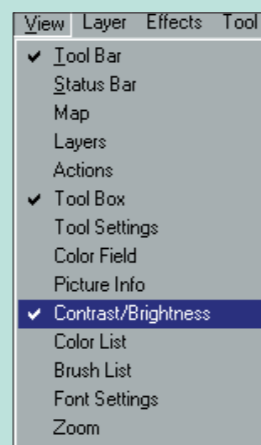 View Layer Effects Tool
Tool Bar
Status Bar
Map
Layers
Actions
Tool Box
Tool Settings
Color Field
Picture Info
Contrast/Brightness
Color List
Brush List
Font Settings
Zoom